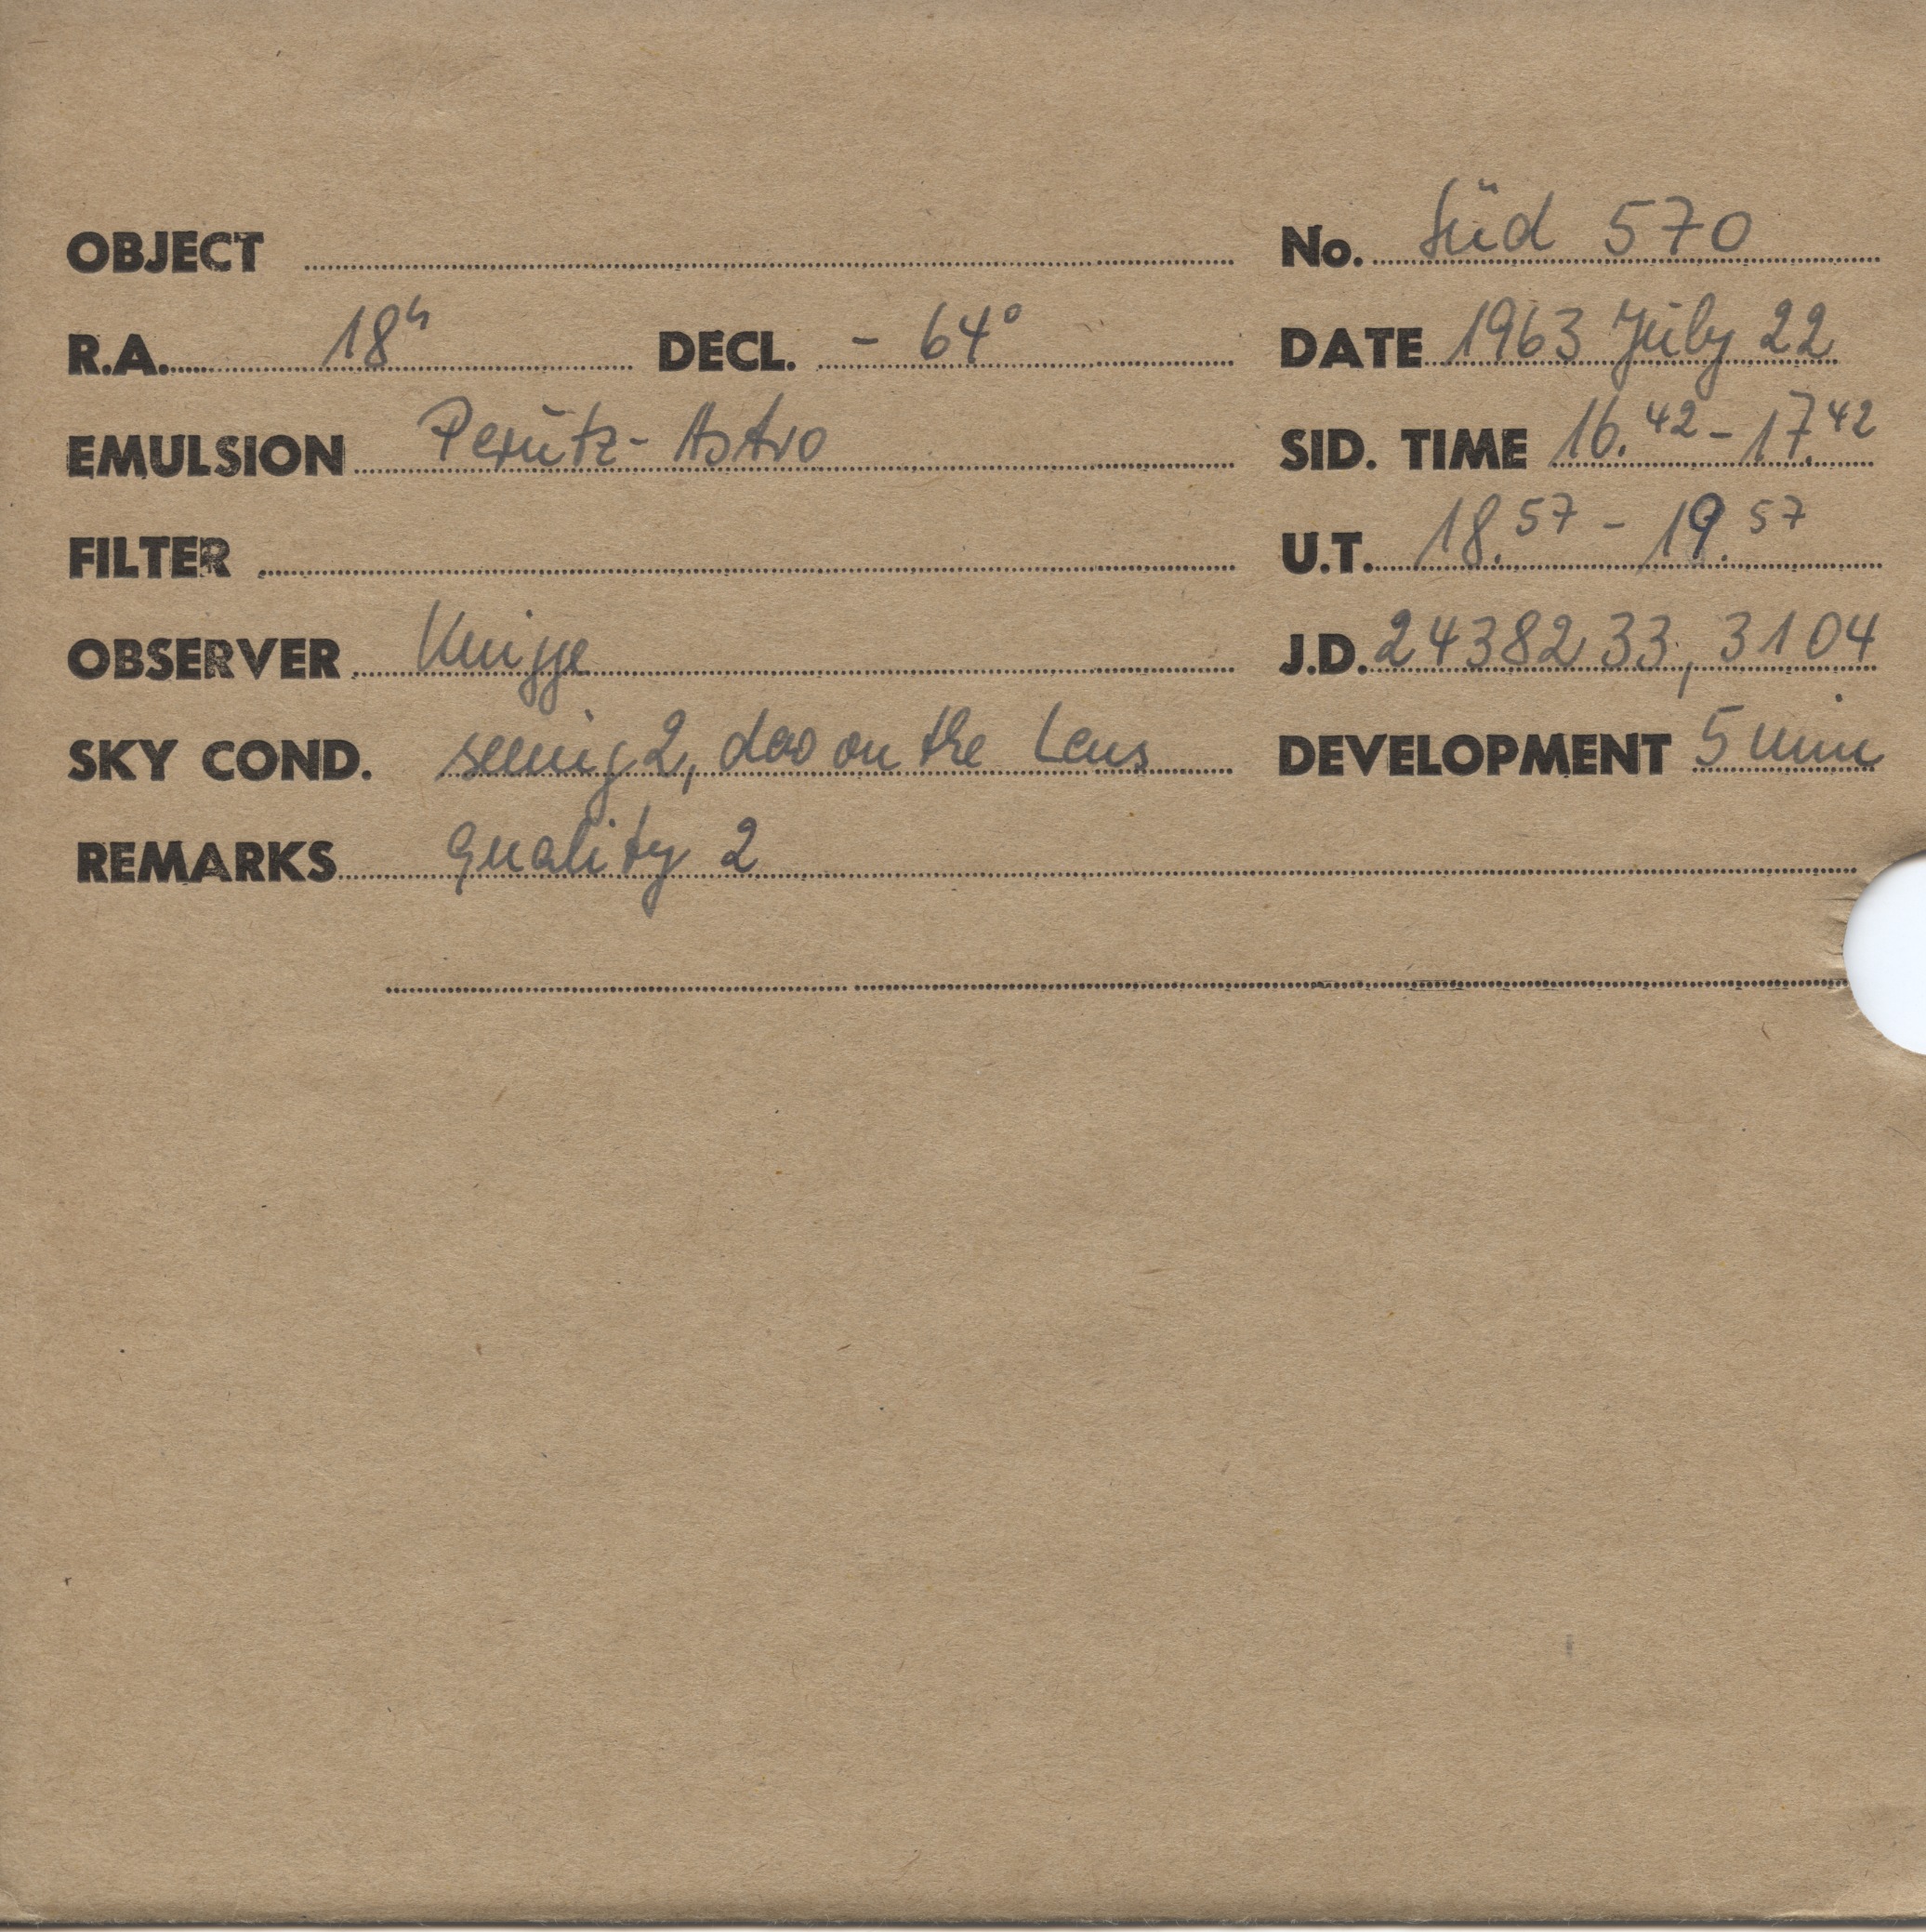 OBJECT No. Süd 570
R.A. 18h DECL. - 64° DATE 1963 July 22
EMULSION Perutz-Astro SID. TIME 16.42 - 17.42
FILTER U.T. 18.57 - 19.57
OBSERVER Knigge J.D. 2438233,3104
SKY COND. seeing 2, on the Lens DEVELOPMENT 5 min
REMARKS quality 2